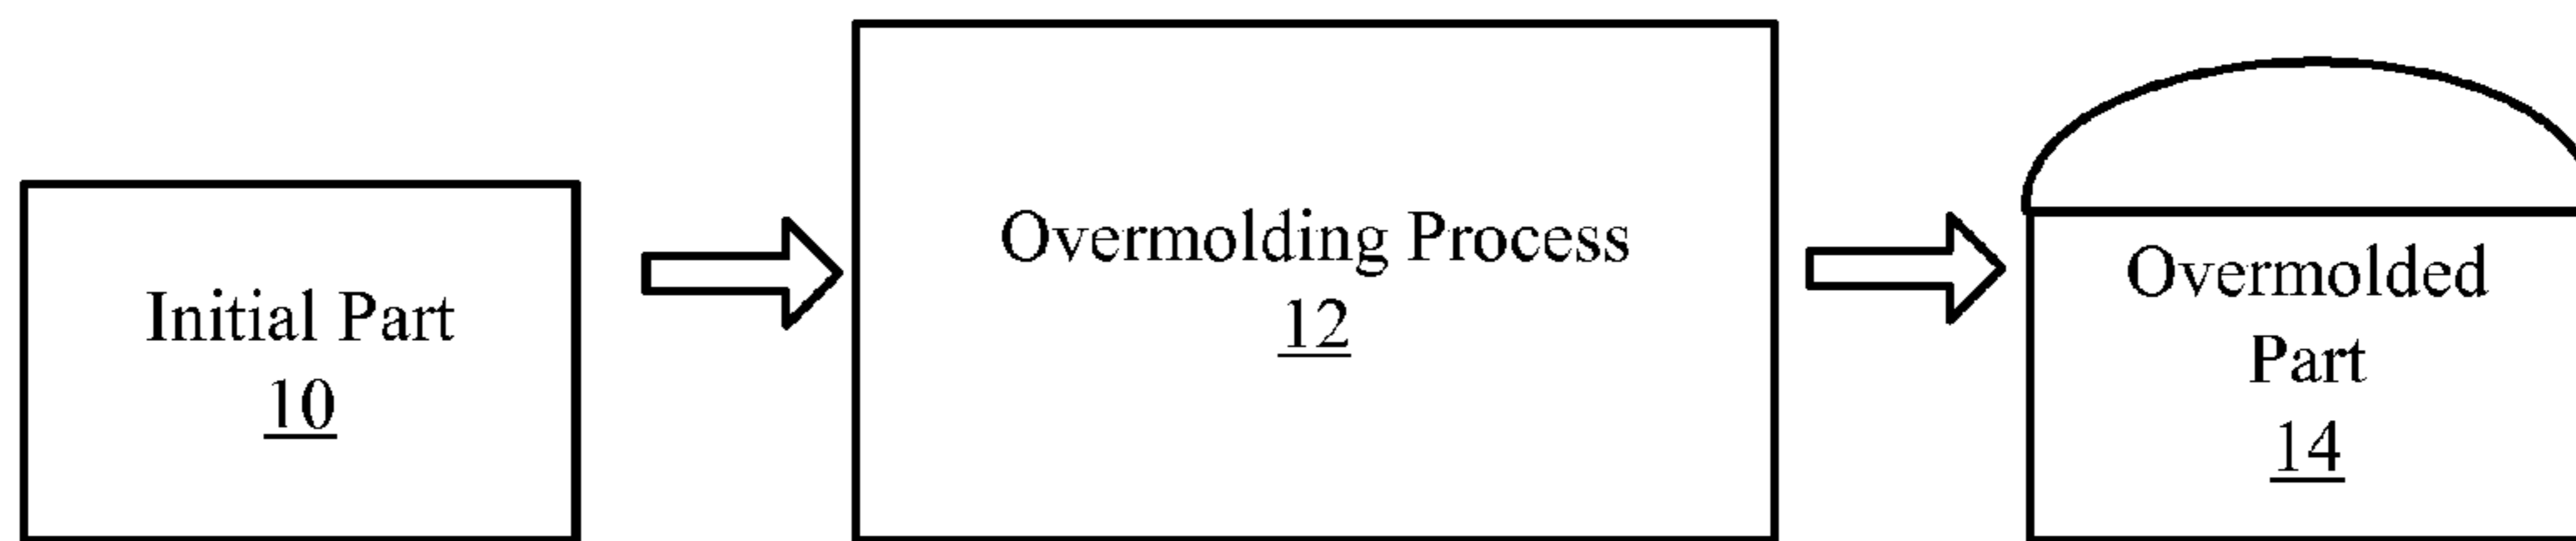 Initial Part
10
Overmolding Process
12
Overmolded
Part
14